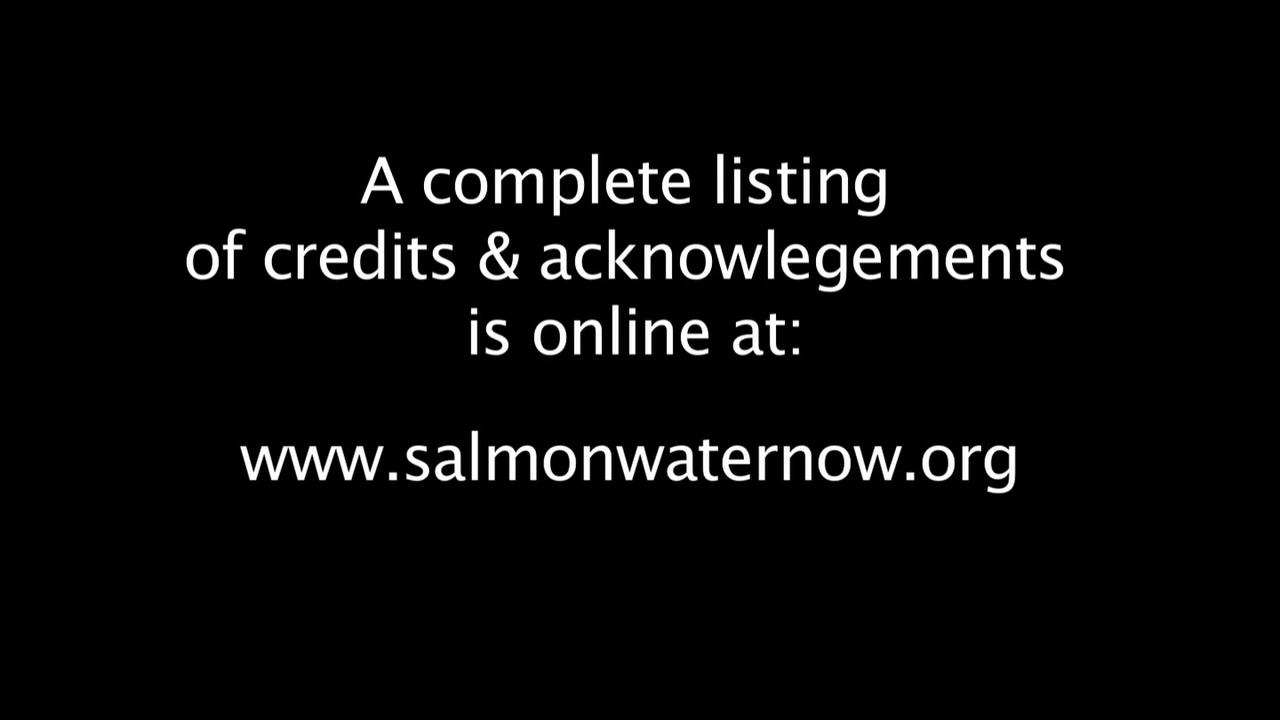 A complete listing
of credits & acknowlegements
is online at:
www.salmonwaternow.org